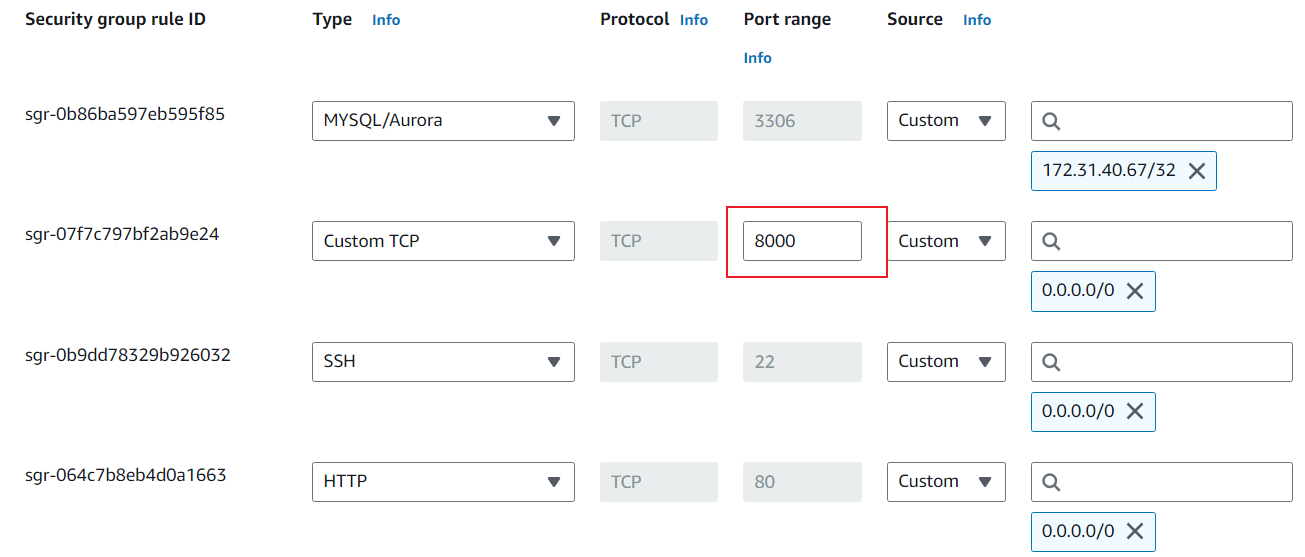 Security group rule ID Type Info Protocol Info Port range Source Info
Info
sgr-0b86ba597eb595f85 MYSQL/Aurora TCP 3306 Custom
172.31.40.67/32
sgr-07f7c797bf2ab9e24 Custom TCP TCP 8000 Custom
0.0.0.0/0
sgr-0b9dd78329b926032 SSH TCP 22 Custom
0.0.0.0/0
sgr-064c7b8eb4d0a1663 HTTP TCP 80 Custom
0.0.0.0/0